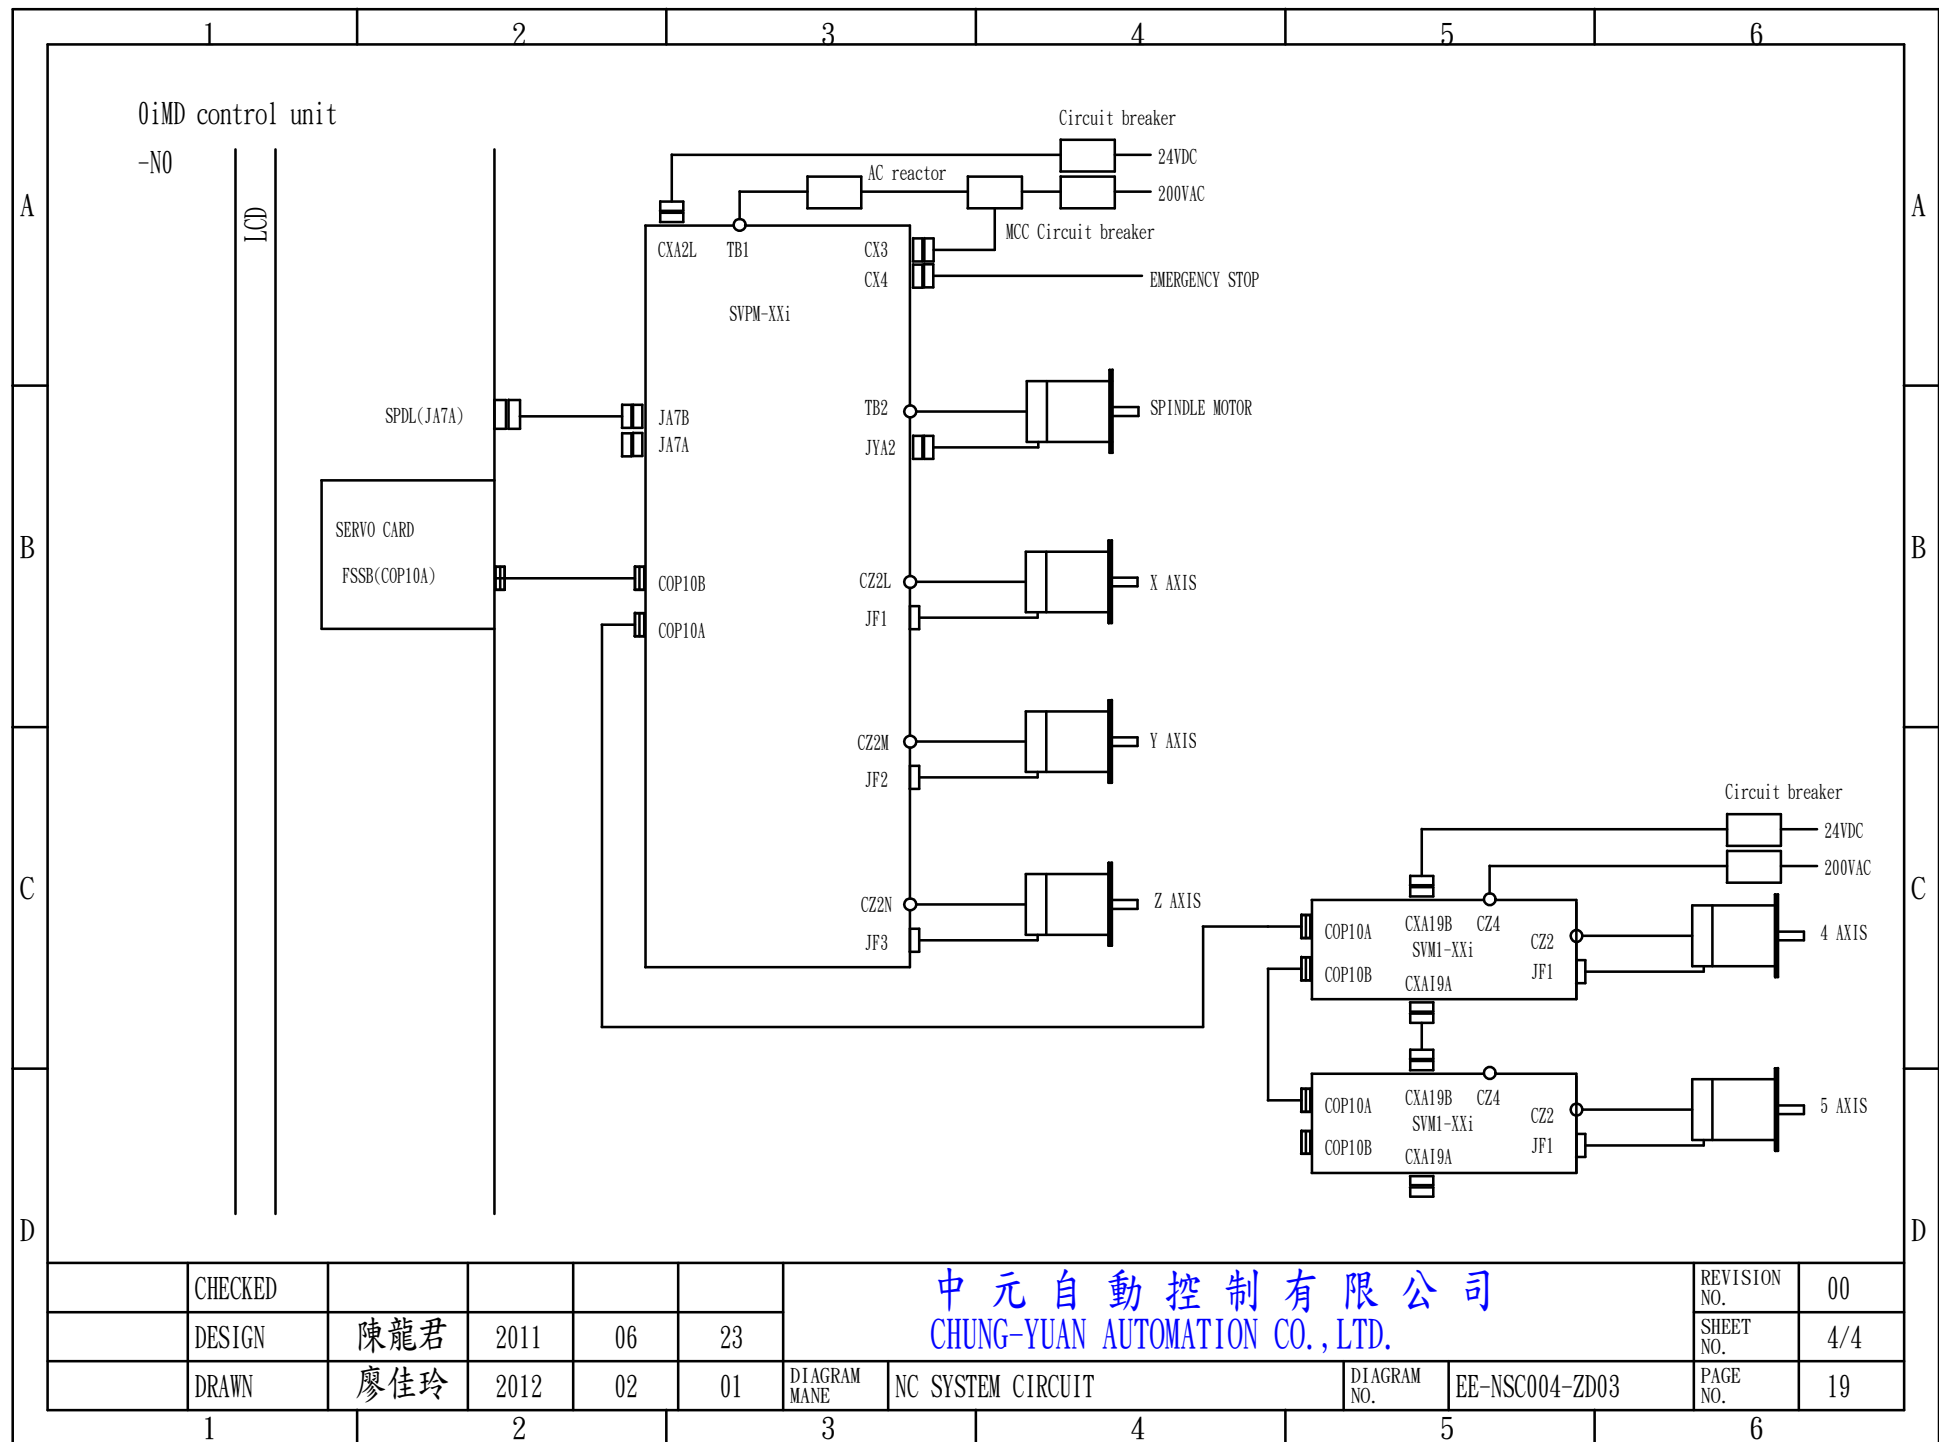 1 2 3 4 5 6
0iMD control unit
-N0
LCD
Circuit breaker
24VDC
AC reactor
200VAC
MCC Circuit breaker
A A
CXA2L TB1 CX3
CX4
EMERGENCY STOP
SVPM-XXi
SPDL(JA7A)
JA7B
JA7A
TB2
SPINDLE MOTOR
JYA2
SERVO CARD
FSSB(COP10A)
B B
COP10B
COP10A
CZ2L
X AXIS
JF1
CZ2M
Y AXIS
JF2
Circuit breaker
24VDC
200VAC
C C
CZ2N
Z AXIS
JF3
COP10A
CXA19B CZ4
SVM1-XXi
CZ2
4 AXIS
COP10B
CXAI9A
JF1
COP10A
CXA19B CZ4
SVM1-XXi
CZ2
5 AXIS
COP10B
CXAI9A
JF1
D D
CHECKED
DESIGN 陳龍君 2011 06 23
DRAWN 廖佳玲 2012 02 01
中元自動控制有限公司
CHUNG-YUAN AUTOMATION CO.,LTD.
DIAGRAM
MANE
NC SYSTEM CIRCUIT
DIAGRAM
NO.
EE-NSC004-ZD03
REVISION
NO.
00
SHEET
NO.
4/4
PAGE
NO.
19
1 2 3 4 5 6